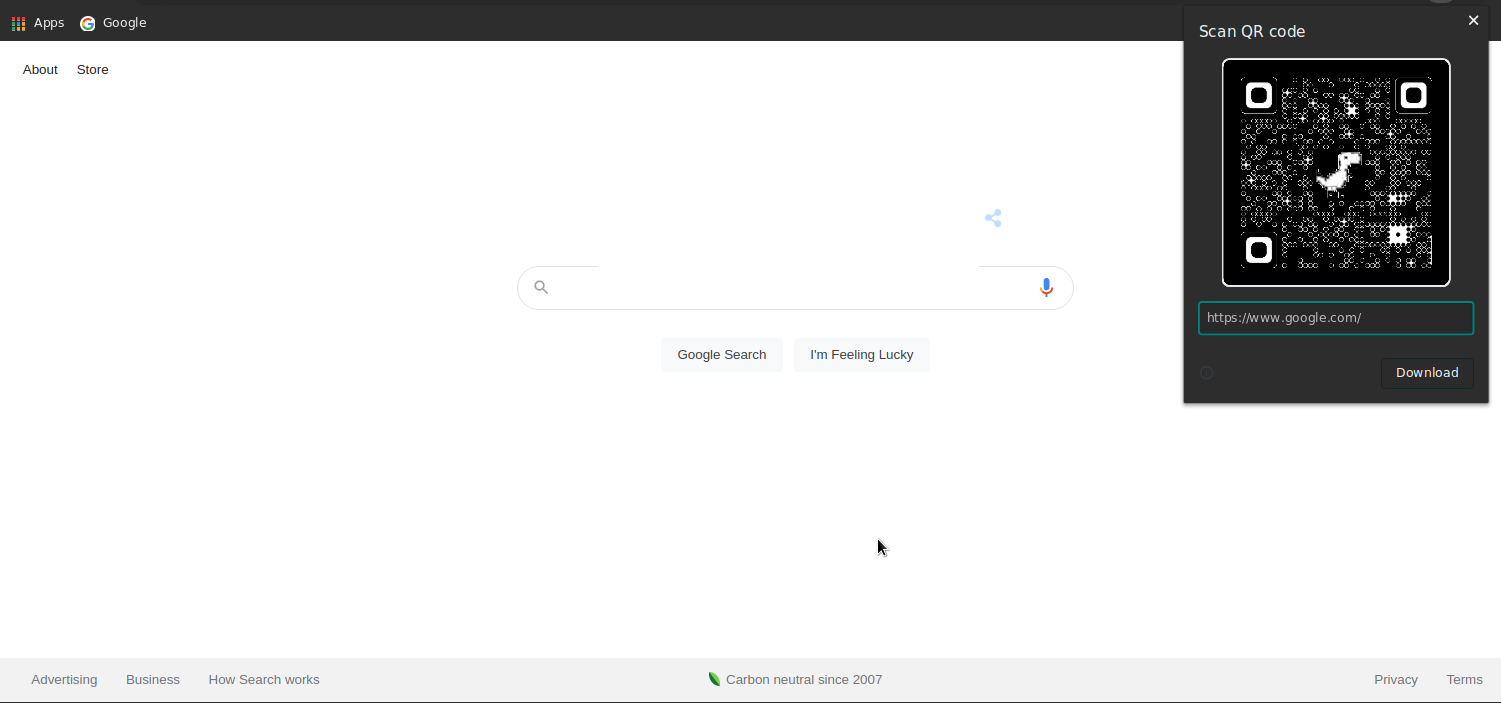 Apps Google
Scan QR code
About Store
https://www.google.com/
Google Search I'm Feeling Lucky
Download
Advertising Business How Search works Carbon neutral since 2007 Privacy Terms